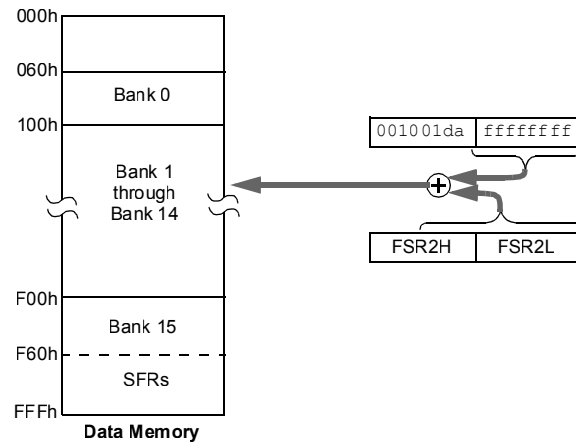 000h
060h
Bank 0
100h
001001da ffffffff
Bank 1
through
Bank 14
FSR2H FSR2L
F00h
Bank 15
F60h
SFRs
FFFh
Data Memory